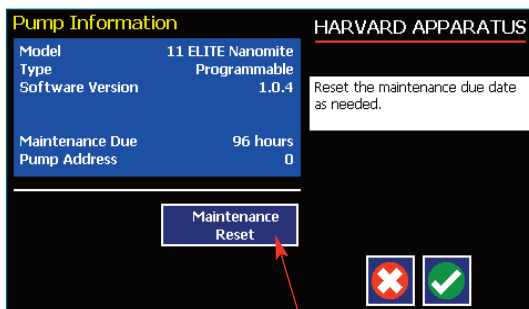 Pump Information
HARVARD APPARATUS
Model 11 ELITE Nanomite
Type Programmable
Software Version 1.0.4
Maintenance Due 96 hours
Pump Address 0
Reset the maintenance due date
as needed.
Maintenance
Reset